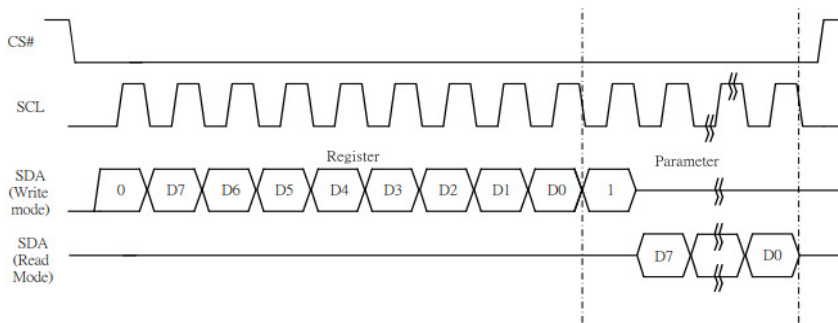 CS#
SCL
Register
Parameter
SDA
(Write
mode)
0 D7 D6 D5 D4 D3 D2 D1 D0 1
SDA
(Read
Mode)
D7 D0